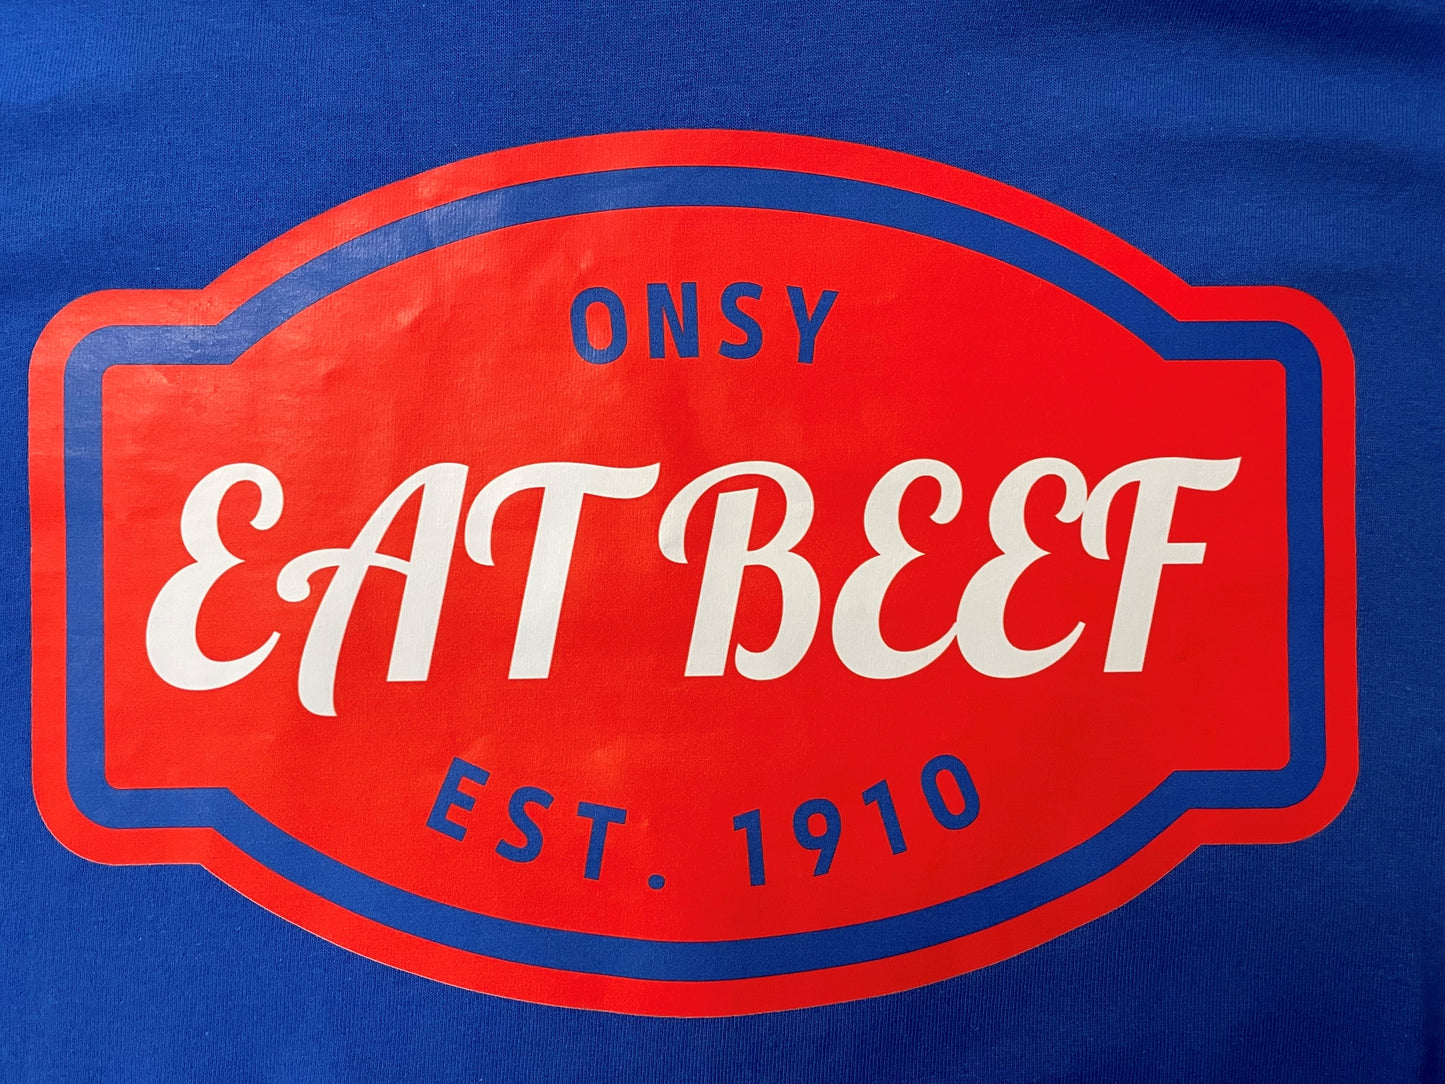 ONSY
EAT BEEF
EST. 1910